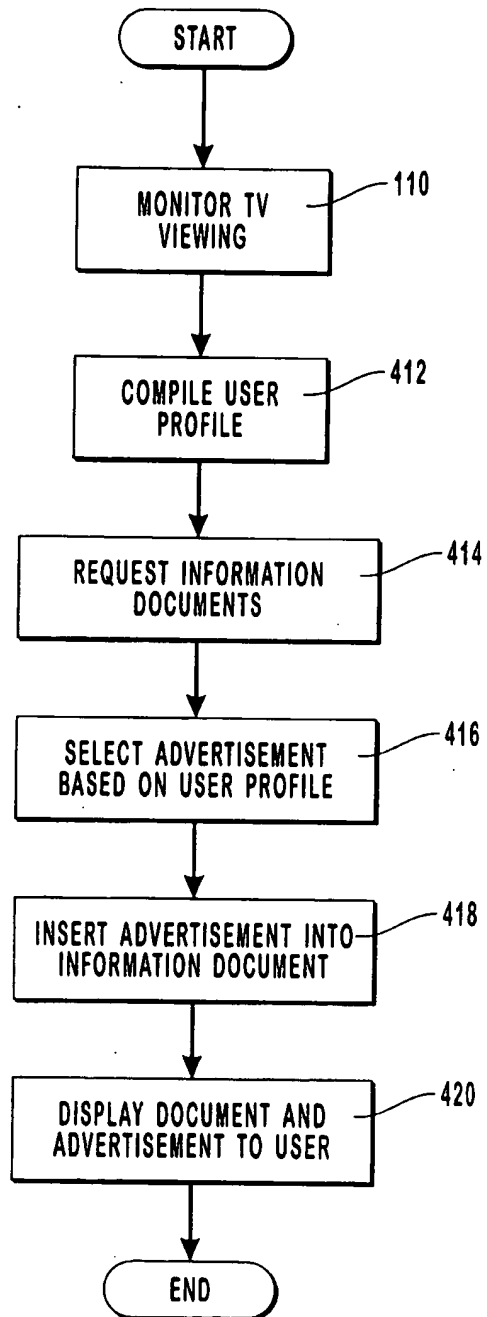 START
110
MONITOR TV
VIEWING
412
COMPILE USER
PROFILE
414
REQUEST INFORMATION
DOCUMENTS
416
SELECT ADVERTISEMENT
BASED ON USER PROFILE
418
INSERT ADVERTISEMENT INTO
INFORMATION DOCUMENT
420
DISPLAY DOCUMENT AND
ADVERTISEMENT TO USER
END